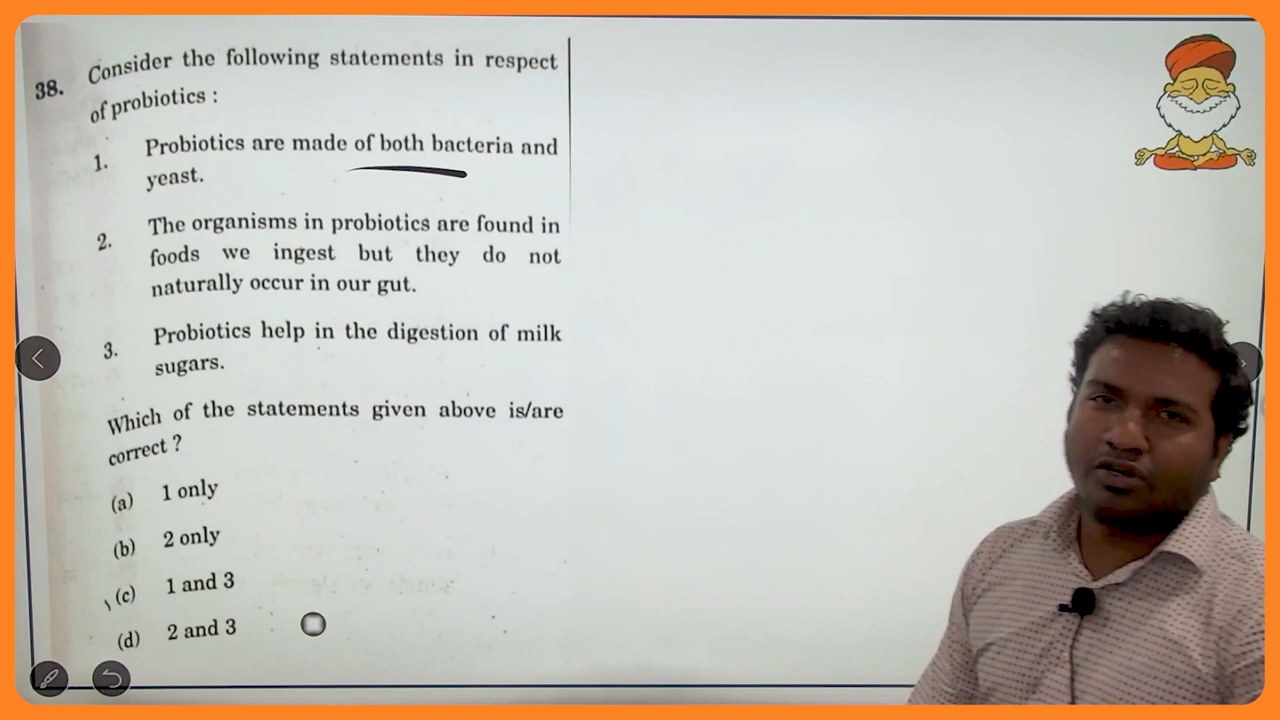 38. Consider the following statements in respect
of probiotics :
1. Probiotics are made of both bacteria and
yeast.
2. The organisms in probiotics are found in
foods we ingest but they do not
naturally occur in our gut.
3. Probiotics help in the digestion of milk
sugars.
Which of the statements given above is/are
correct ?
(a) 1 only
(b) 2 only
(c) 1 and 3
(d) 2 and 3